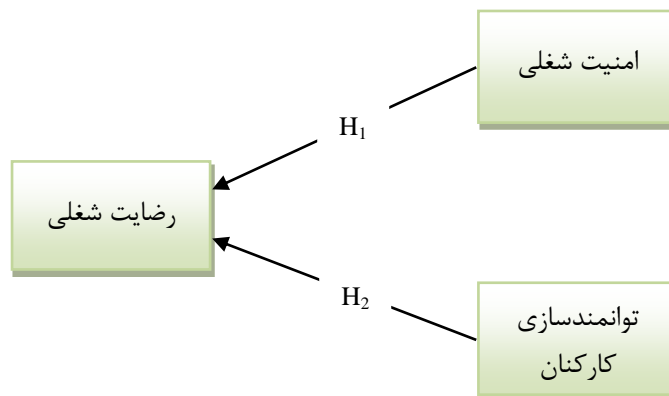 امنیت شغلی
H₁
رضایت شغلی
H₂
توانمندسازی
کارکنان